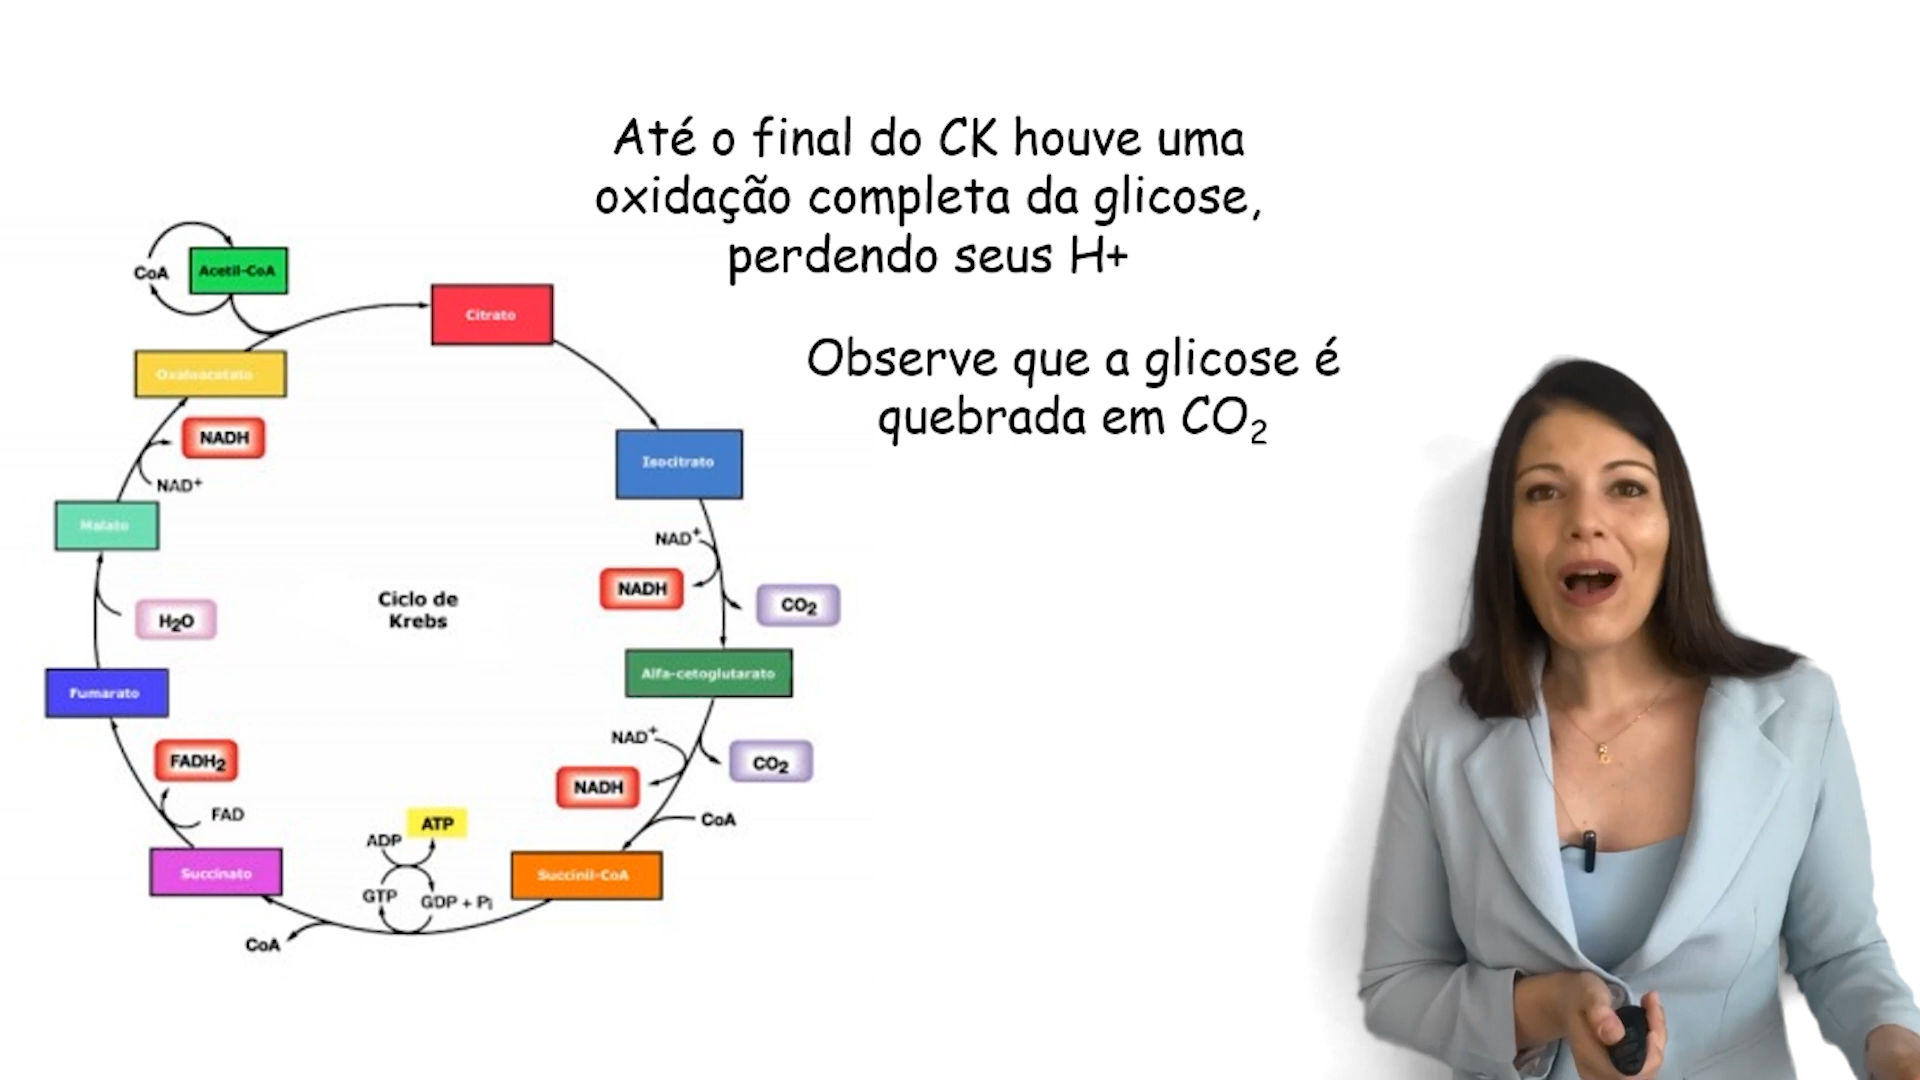 Até o final do CK houve uma
oxidação completa da glicose,
perdendo seus H+
Observe que a glicose é
quebrada em CO₂
CoA
Acetil-CoA
Citrato
Oxaloacetato
NADH
NAD⁺
Isocitrato
Malato
NAD⁺
NADH
CO₂
Ciclo de
Krebs
H₂O
Alfa-cetoglutarato
Fumarato
NAD⁺
CO₂
NADH
FADH₂
FAD
CoA
ATP
ADP
Succinato
Succinil-CoA
GTP
GDP + Pi
CoA